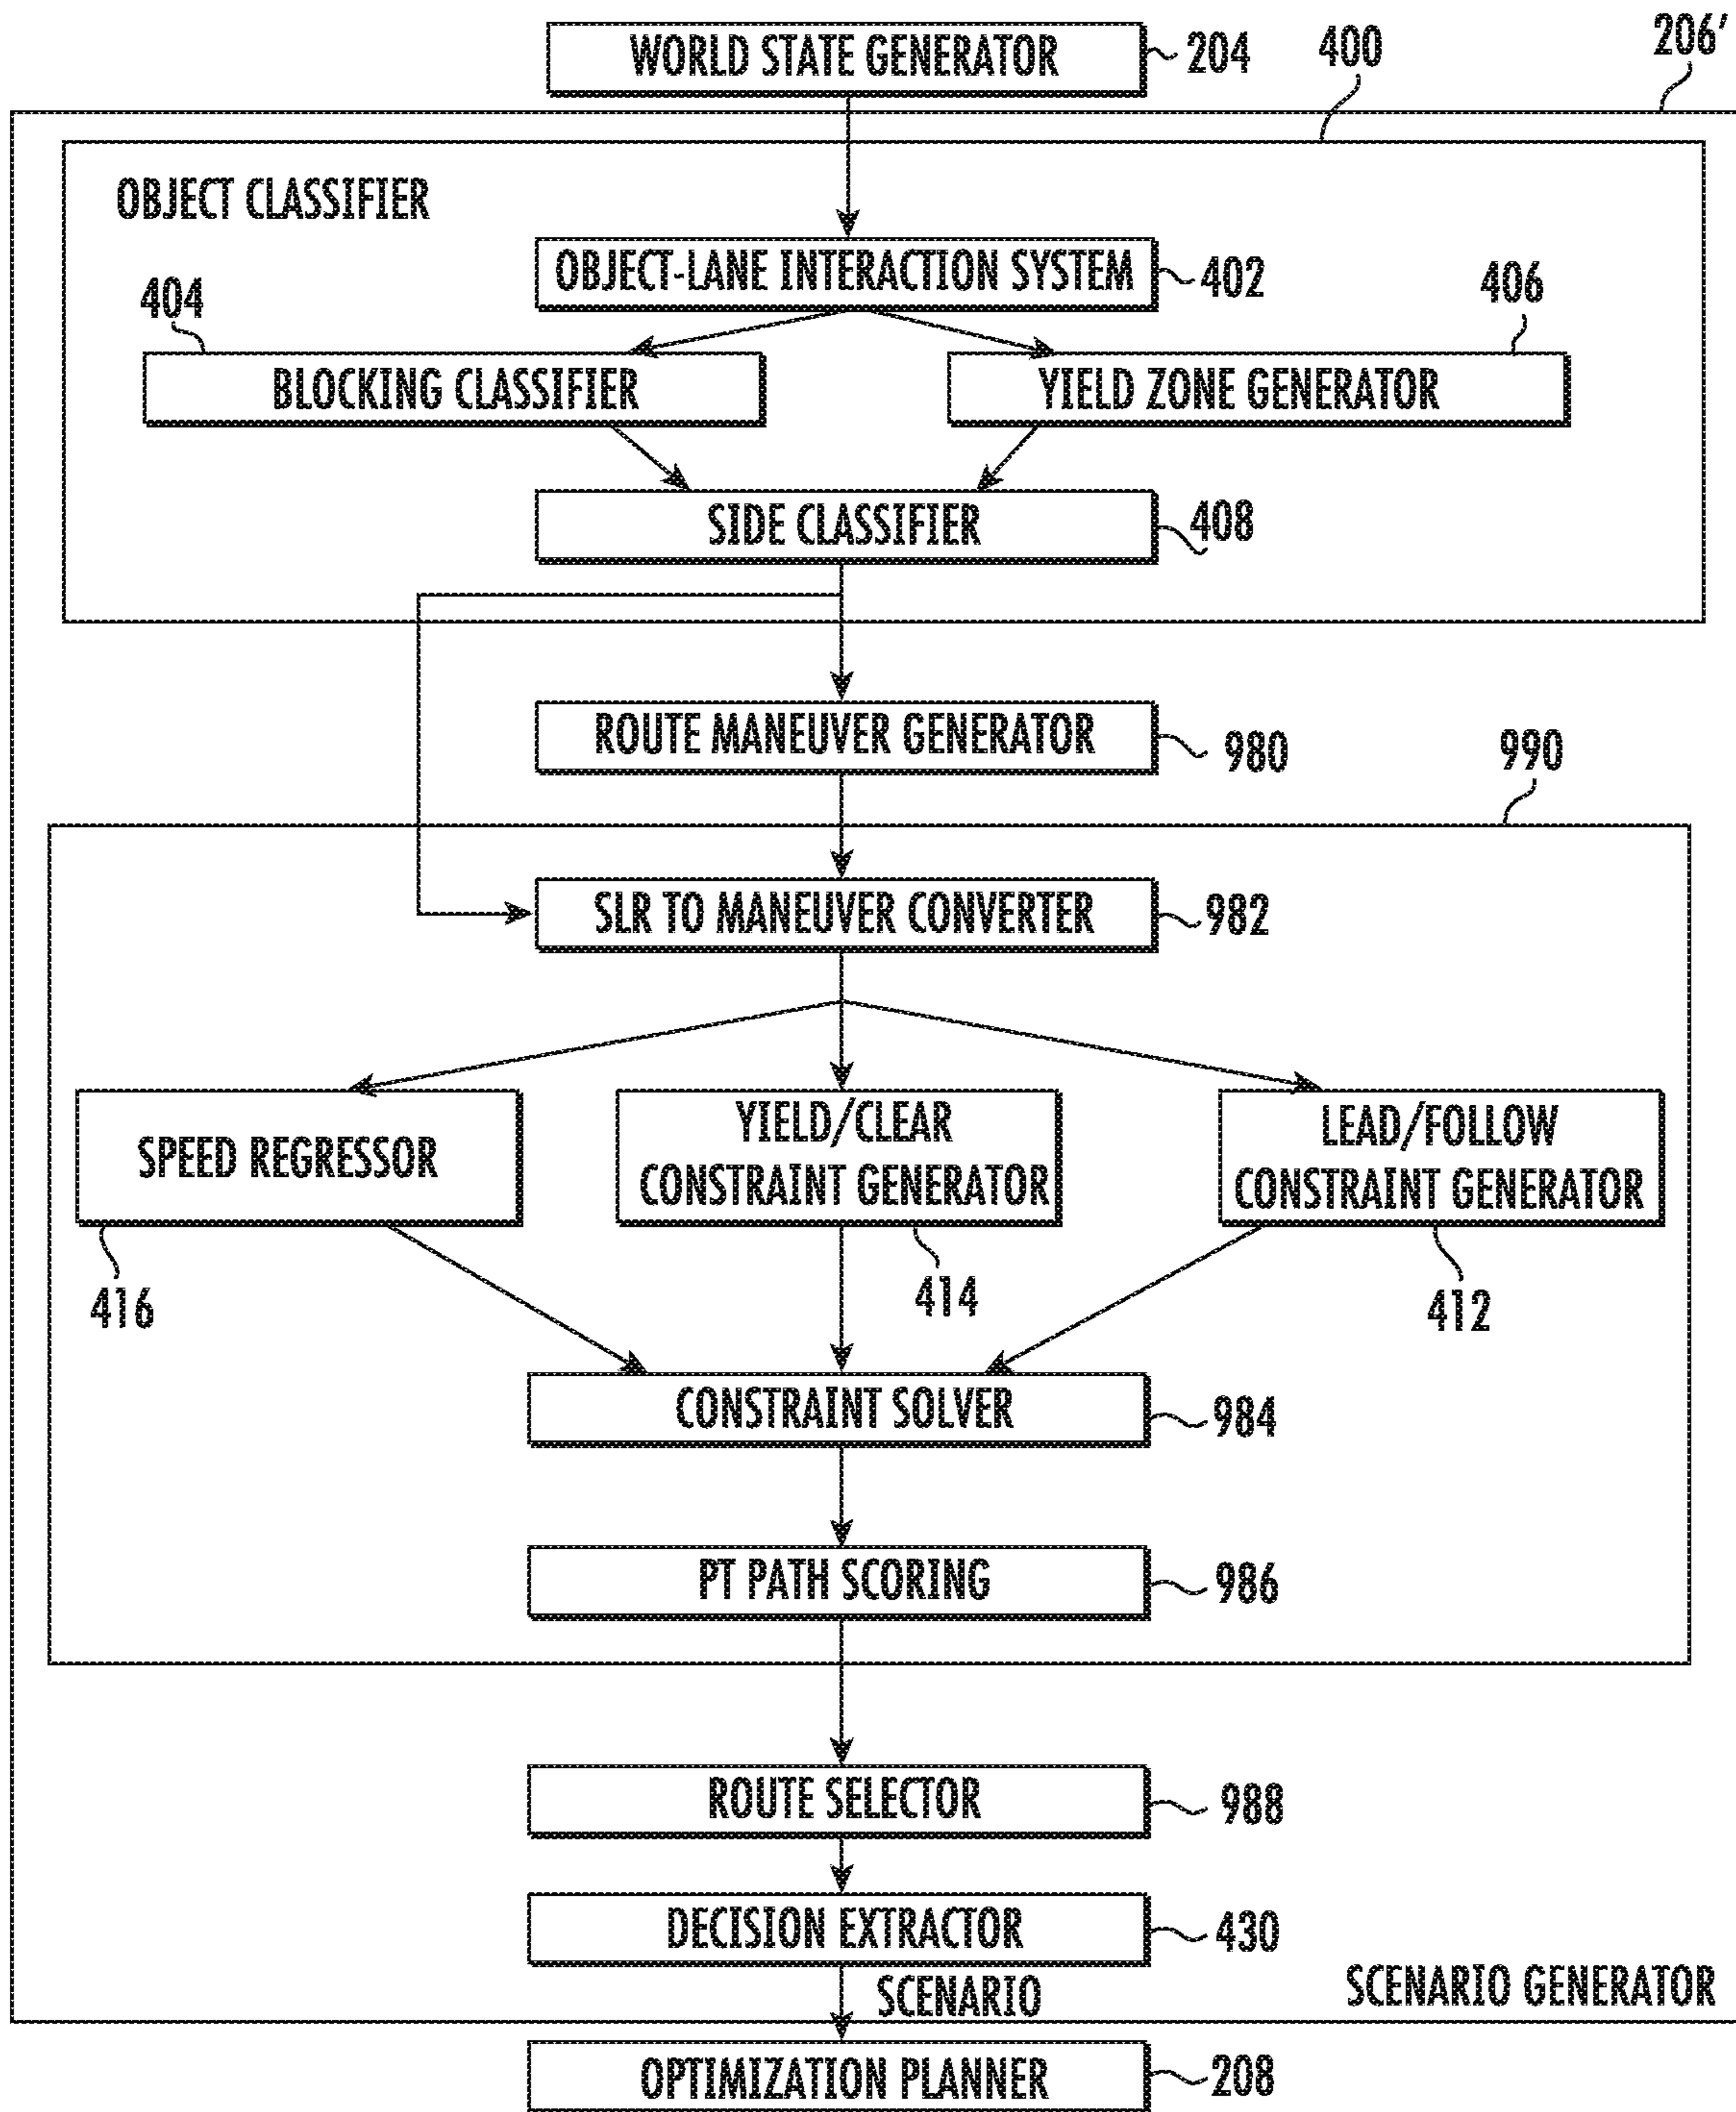 WORLD STATE GENERATOR
204
400
206'
OBJECT CLASSIFIER
OBJECT-LANE INTERACTION SYSTEM
402
404
406
BLOCKING CLASSIFIER
YIELD ZONE GENERATOR
SIDE CLASSIFIER
408
ROUTE MANEUVER GENERATOR
980
990
SLR TO MANEUVER CONVERTER
982
SPEED REGRESSOR
YIELD/CLEAR
CONSTRAINT GENERATOR
LEAD/FOLLOW
CONSTRAINT GENERATOR
416
414
412
CONSTRAINT SOLVER
984
PT PATH SCORING
986
ROUTE SELECTOR
988
DECISION EXTRACTOR
430
SCENARIO
SCENARIO GENERATOR
OPTIMIZATION PLANNER
208